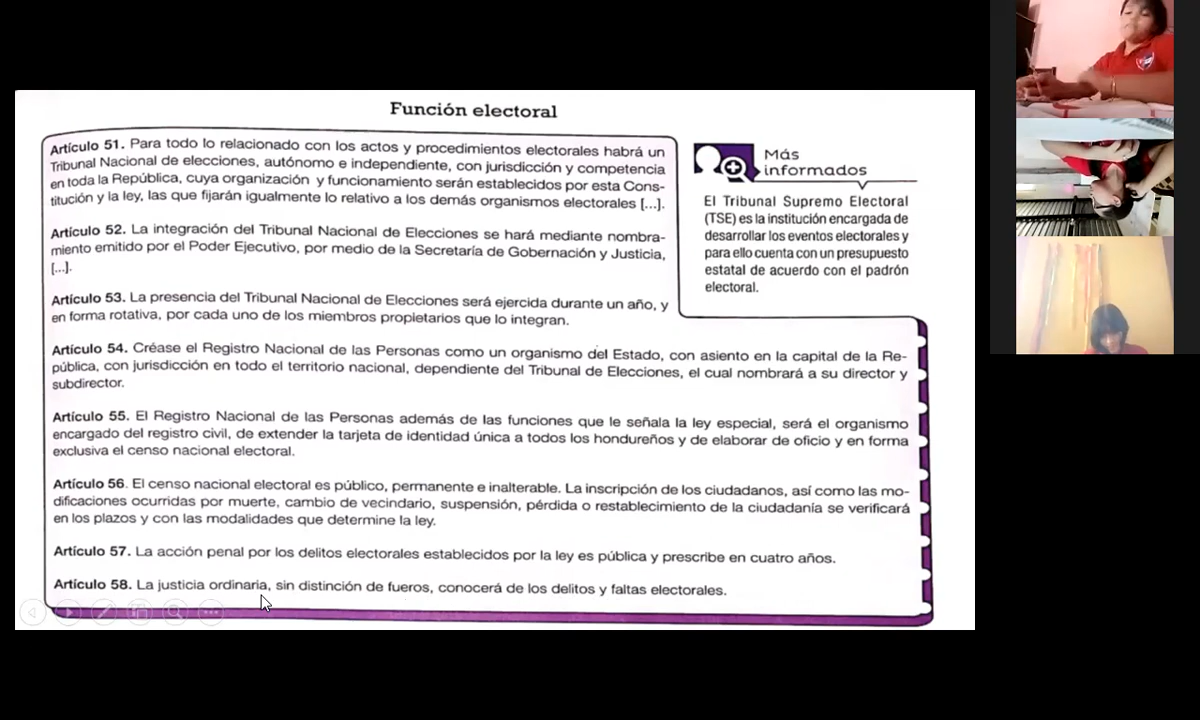 Función electoral
Artículo 51. Para todo lo relacionado con los actos y procedimientos electorales habrá un
Tribunal Nacional de elecciones, autónomo e independiente, con jurisdicción y competencia
en toda la República, cuya organización y funcionamiento serán establecidos por esta Cons-
titución y la ley, las que fijarán igualmente lo relativo a los demás organismos electorales [...].
Artículo 52. La integración del Tribunal Nacional de Elecciones se hará mediante nombra-
miento emitido por el Poder Ejecutivo, por medio de la Secretaría de Gobernación y Justicia,
[...].
Artículo 53. La presencia del Tribunal Nacional de Elecciones será ejercida durante un año, y
en forma rotativa, por cada uno de los miembros propietarios que lo integran.
Más
informados
El Tribunal Supremo Electoral
(TSE) es la institución encargada de
desarrollar los eventos electorales y
para ello cuenta con un presupuesto
estatal de acuerdo con el padrón
electoral.
Artículo 54. Créase el Registro Nacional de las Personas como un organismo del Estado, con asiento en la capital de la Re-
pública, con jurisdicción en todo el territorio nacional, dependiente del Tribunal de Elecciones, el cual nombrará a su director y
subdirector.
Artículo 55. El Registro Nacional de las Personas además de las funciones que le señala la ley especial, será el organismo
encargado del registro civil, de extender la tarjeta de identidad única a todos los hondureños y de elaborar de oficio y en forma
exclusiva el censo nacional electoral.
Artículo 56. El censo nacional electoral es público, permanente e inalterable. La inscripción de los ciudadanos, así como las mo-
dificaciones ocurridas por muerte, cambio de vecindario, suspensión, pérdida o restablecimiento de la ciudadanía se verificará
en los plazos y con las modalidades que determine la ley.
Artículo 57. La acción penal por los delitos electorales establecidos por la ley es pública y prescribe en cuatro años.
Artículo 58. La justicia ordinaria, sin distinción de fueros, conocerá de los delitos y faltas electorales.